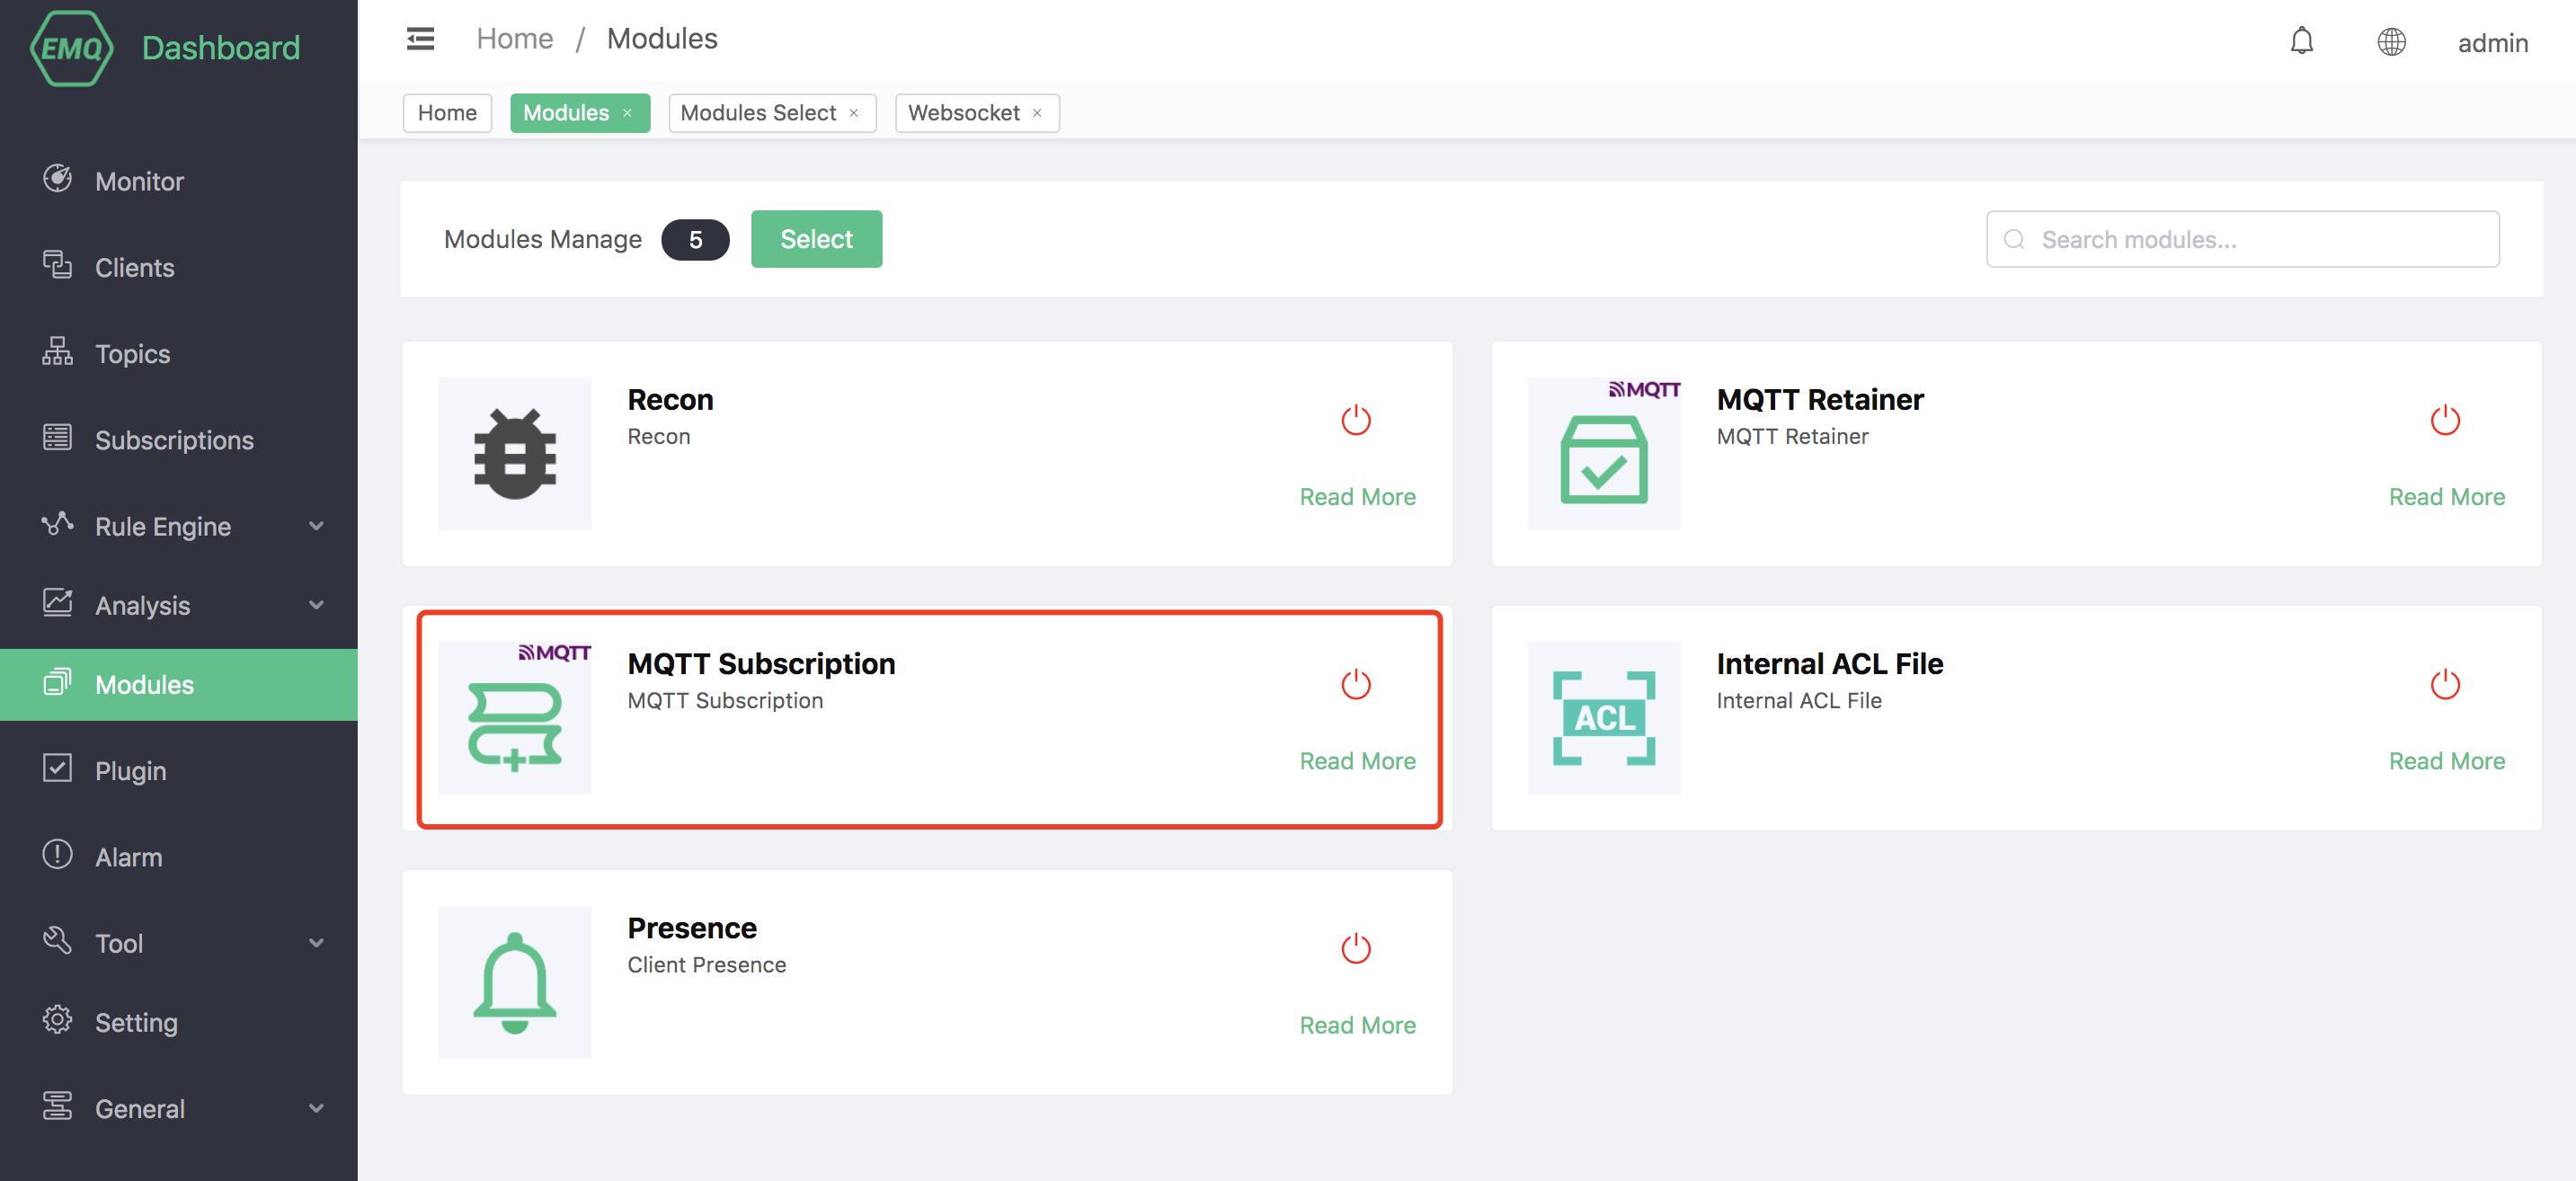 EMQ Dashboard
Home / Modules
admin
Home
Modules ×
Modules Select ×
Websocket ×
Monitor
Clients
Topics
Subscriptions
Rule Engine
Analysis
Modules
Plugin
Alarm
Tool
Setting
General
Modules Manage 5 Select
Search modules...
Recon
Recon
Read More
MQTT
MQTT Retainer
MQTT Retainer
Read More
MQTT
MQTT Subscription
MQTT Subscription
Read More
ACL
Internal ACL File
Internal ACL File
Read More
Presence
Client Presence
Read More